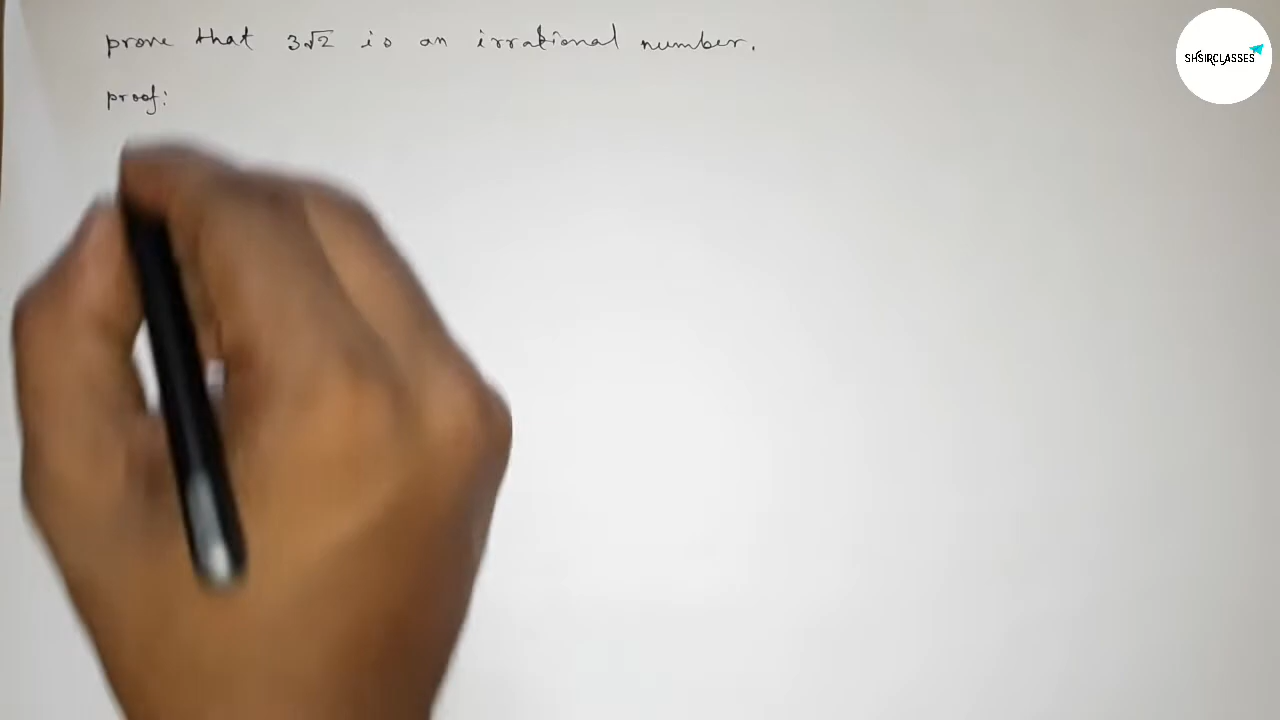 prove that 3√2 is an irrational number.
proof:
SHSIRCLASSES